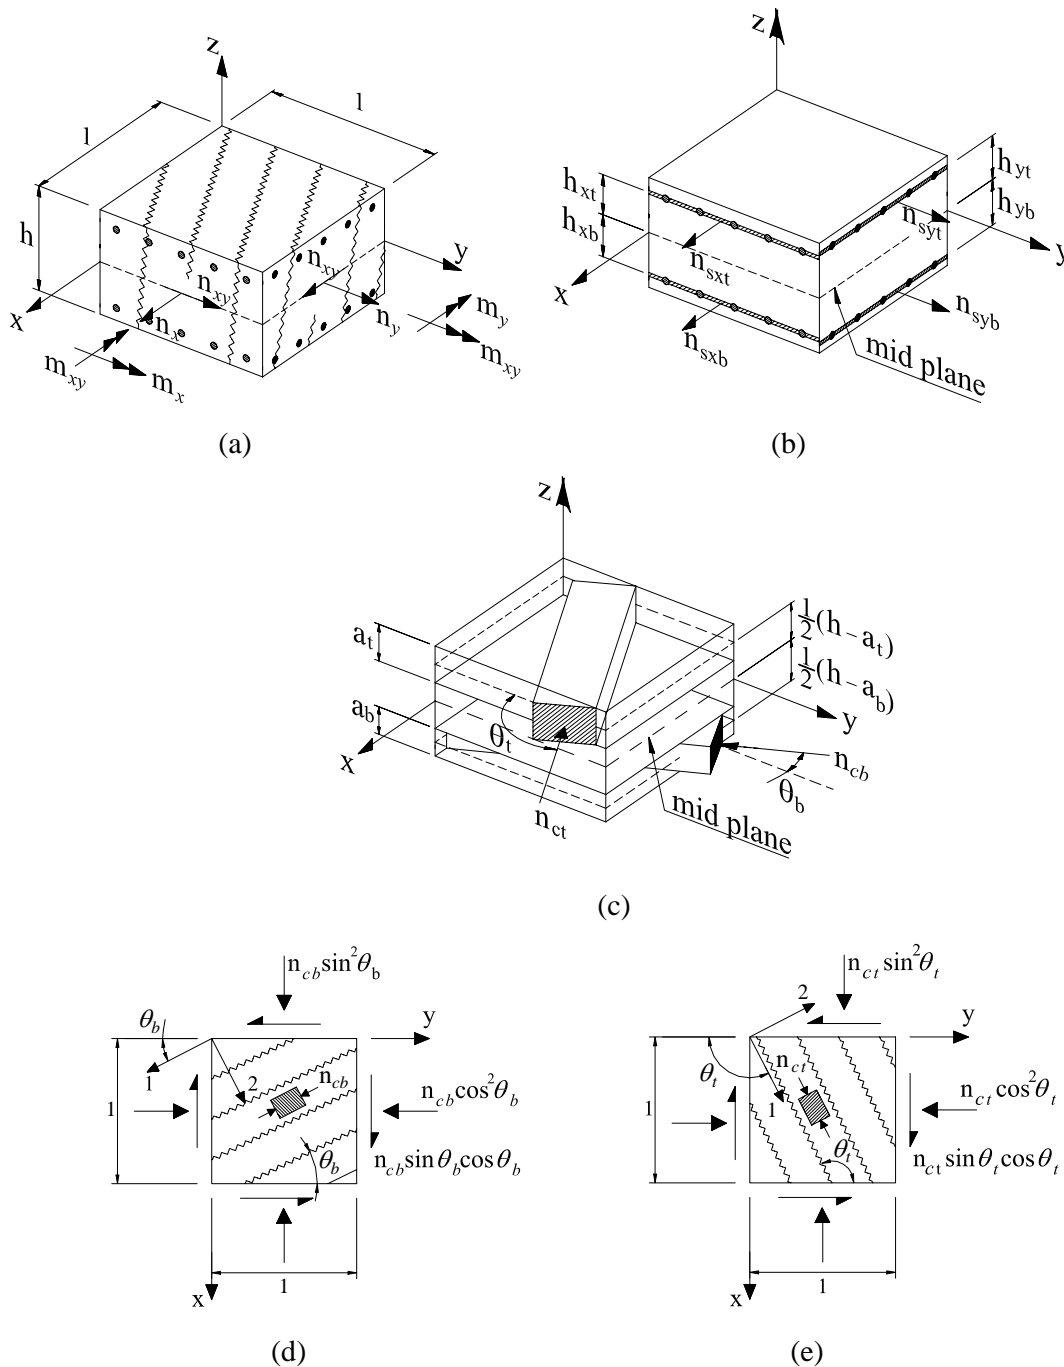 z
l
l
h
n_xy
n_xy
y
x
n_x
n_y
m_y
m_xy
m_xy
m_x
(a)
z
h_xt
h_xb
h_yt
h_yb
n_syt
y
x
n_sxt
n_syb
n_sxb
mid plane
(b)
z
a_t
a_b
½(h - a_t)
½(h - a_b)
y
x
θ_t
n_cb
θ_b
n_ct
mid plane
(c)
n_cb sin²θ_b
θ_b
y
1
2
n_cb
1
n_cb cos²θ_b
n_cb sinθ_b cosθ_b
θ_b
1
x
(d)
n_ct sin²θ_t
2
y
θ_t
n_ct
1
1
n_ct cos²θ_t
θ_t
n_ct sinθ_t cosθ_t
1
x
(e)